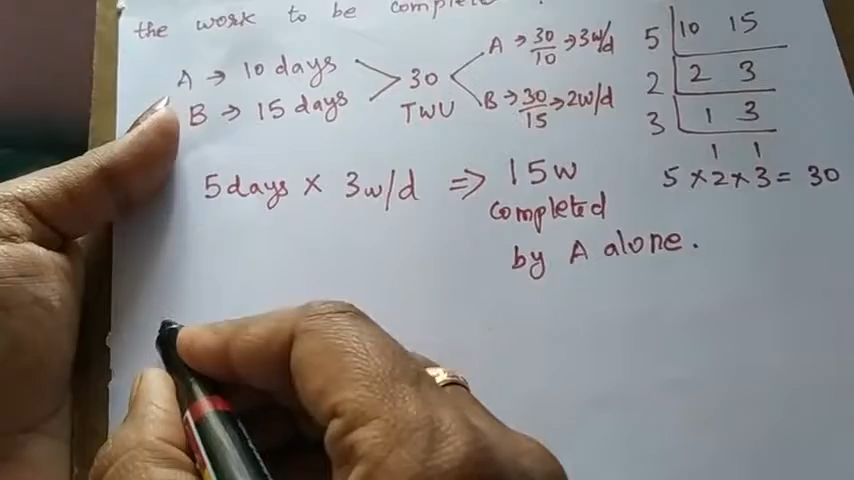 the work to be complete.
A → 10 days
B → 15 days
30
TWU
A → 30/10 → 3w/d
B → 30/15 → 2w/d
5 10 15
2 2 3
3 1 3
1 1
5 × 2 × 3 = 30
5 days × 3w/d ⇒ 15w
completed
by A alone.